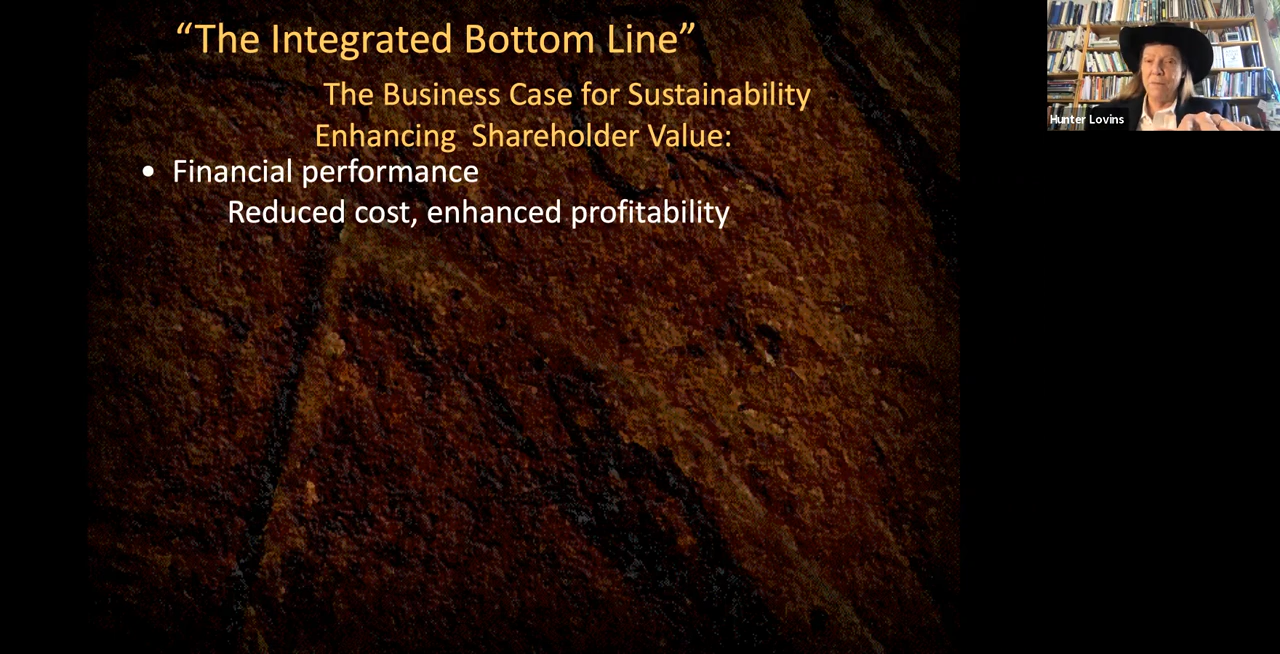 “The Integrated Bottom Line”
The Business Case for Sustainability
Enhancing  Shareholder Value:
• Financial performance
Reduced cost, enhanced profitability
Hunter Lovins